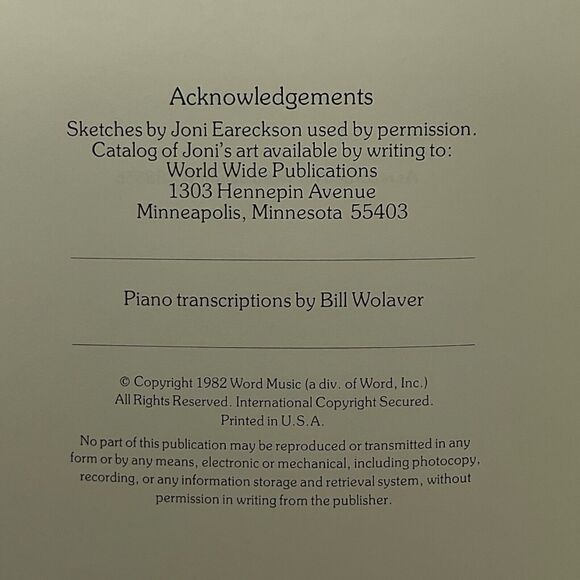 Acknowledgements
Sketches by Joni Eareckson used by permission.
Catalog of Joni's art available by writing to:
World Wide Publications
1303 Hennepin Avenue
Minneapolis, Minnesota 55403
Piano transcriptions by Bill Wolaver
© Copyright 1982 Word Music (a div. of Word, Inc.)
All Rights Reserved. International Copyright Secured.
Printed in U.S.A.
No part of this publication may be reproduced or transmitted in any
form or by any means, electronic or mechanical, including photocopy,
recording, or any information storage and retrieval system, without
permission in writing from the publisher.